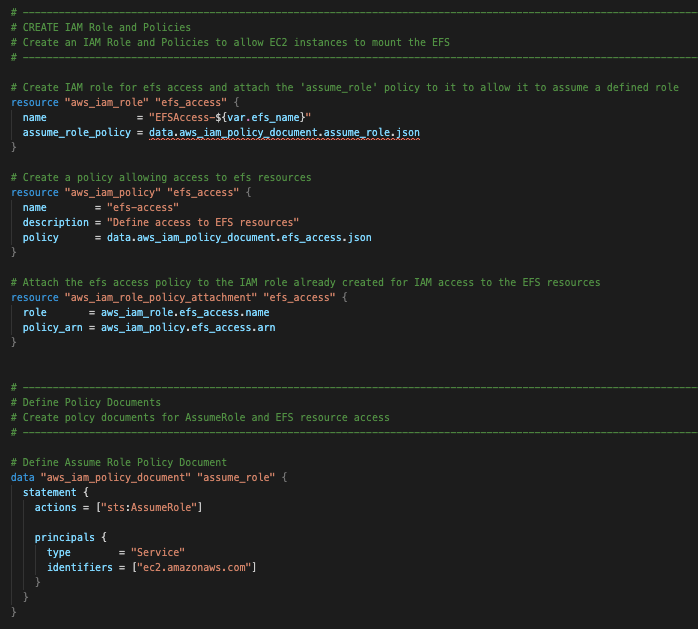 # ------------------------------------------------------------------------------------------------------------------
# CREATE IAM Role and Policies
# Create an IAM Role and Policies to allow EC2 instances to mount the EFS
# ------------------------------------------------------------------------------------------------------------------
# Create IAM role for efs access and attach the 'assume_role' policy to it to allow it to assume a defined role
resource "aws_iam_role" "efs_access" {
  name               = "EFSAccess-${var.efs_name}"
  assume_role_policy = data.aws_iam_policy_document.assume_role.json
}
# Create a policy allowing access to efs resources
resource "aws_iam_policy" "efs_access" {
  name        = "efs-access"
  description = "Define access to EFS resources"
  policy      = data.aws_iam_policy_document.efs_access.json
}
# Attach the efs access policy to the IAM role already created for IAM access to the EFS resources
resource "aws_iam_role_policy_attachment" "efs_access" {
  role       = aws_iam_role.efs_access.name
  policy_arn = aws_iam_policy.efs_access.arn
}
# ------------------------------------------------------------------------------------------------------------------
# Define Policy Documents
# Create polcy documents for AssumeRole and EFS resource access
# ------------------------------------------------------------------------------------------------------------------
# Define Assume Role Policy Document
data "aws_iam_policy_document" "assume_role" {
  statement {
    actions = ["sts:AssumeRole"]
    principals {
      type        = "Service"
      identifiers = ["ec2.amazonaws.com"]
    }
  }
}